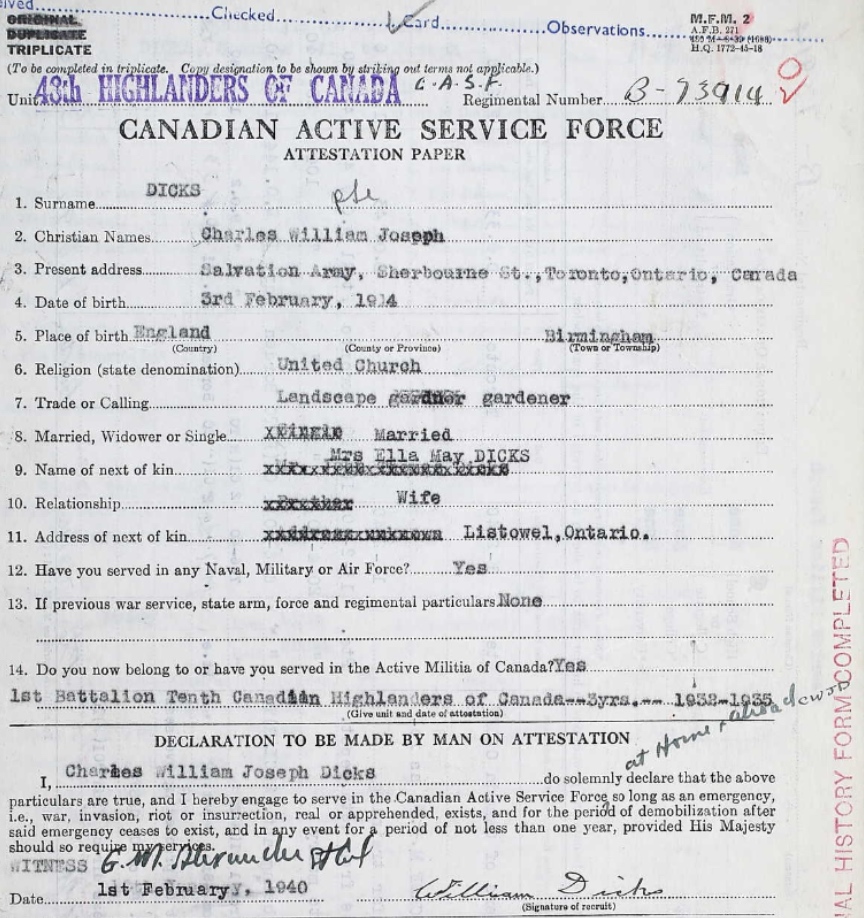 Checked Card Observations
ORIGINAL
DUPLICATE
TRIPLICATE
M.F.M. 2
A.F.B. 271
H.Q. 1772-45-18
(To be completed in triplicate. Copy designation to be shown by striking out terms not applicable.)
Unit 48th HIGHLANDERS OF CANADA C.A.S.F. Regimental Number B-73914
CANADIAN ACTIVE SERVICE FORCE
ATTESTATION PAPER
1. Surname DICKS pte
2. Christian Names Charles William Joseph
3. Present address Salvation Army, Sherbourne St., Toronto, Ontario, Canada
4. Date of birth 3rd February, 1914
5. Place of birth England Birmingham
(Country) (County or Province) (Town or Township)
6. Religion (state denomination) United Church
7. Trade or Calling Landscape gardner gardener
8. Married, Widower or Single Married
Mrs Ella May DICKS
9. Name of next of kin
10. Relationship Wife
11. Address of next of kin Listowel, Ontario.
12. Have you served in any Naval, Military or Air Force? Yes
13. If previous war service, state arm, force and regimental particulars. None
14. Do you now belong to or have you served in the Active Militia of Canada? Yes
1st Battalion Tenth Canadian Highlanders of Canada--3yrs.-- 1932-1935
(Give unit and date of attestation)
DECLARATION TO BE MADE BY MAN ON ATTESTATION
at Home & abroad
I, Charles William Joseph Dicks do solemnly declare that the above
particulars are true, and I hereby engage to serve in the Canadian Active Service Force so long as an emergency,
i.e., war, invasion, riot or insurrection, real or apprehended, exists, and for the period of demobilization after
said emergency ceases to exist, and in any event for a period of not less than one year, provided His Majesty
should so require my services.
WITNESS
Date 1st February, 1940 William Dicks
(Signature of recruit)
AL HISTORY FORM COMPLETED